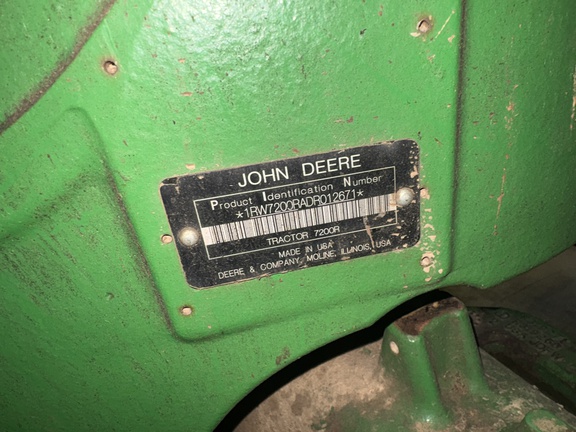 JOHN DEERE
Product Identification Number
*1RW7200RADR012671*
TRACTOR 7200R
MADE IN USA
DEERE & COMPANY, MOLINE, ILLINOIS, USA